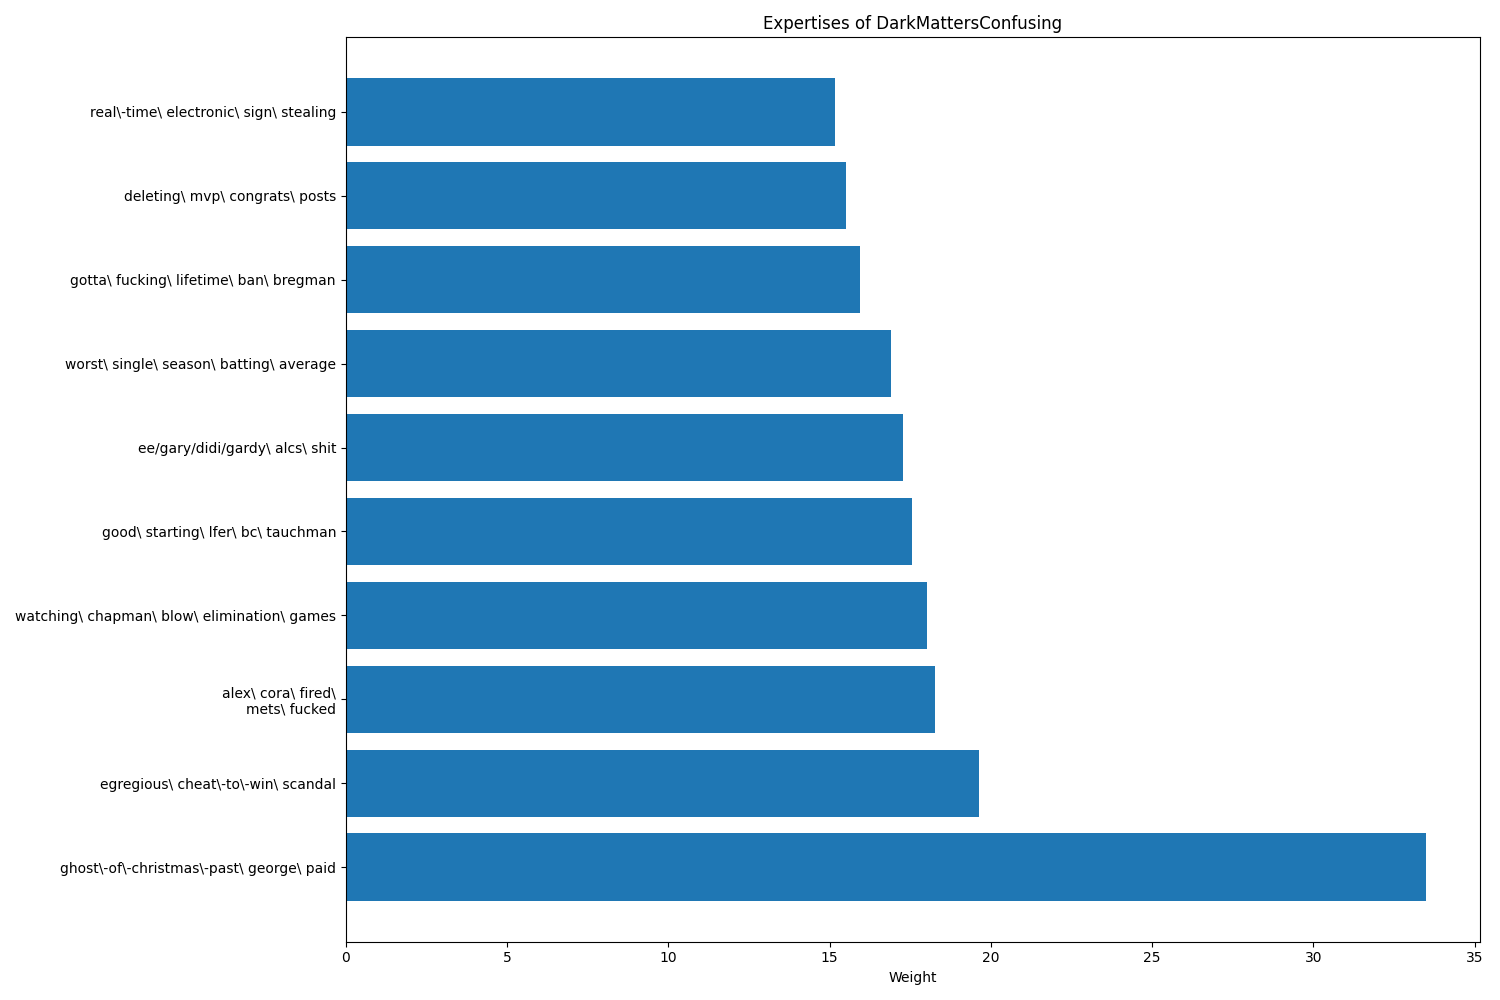 Expertises of DarkMattersConfusing
real\-time\ electronic\ sign\ stealing
deleting\ mvp\ congrats\ posts
gotta\ fucking\ lifetime\ ban\ bregman
worst\ single\ season\ batting\ average
ee/gary/didi/gardy\ alcs\ shit
good\ starting\ lfer\ bc\ tauchman
watching\ chapman\ blow\ elimination\ games
alex\ cora\ fired\
mets\ fucked
egregious\ cheat\-to\-win\ scandal
ghost\-of\-christmas\-past\ george\ paid
0 5 10 15 20 25 30 35
Weight